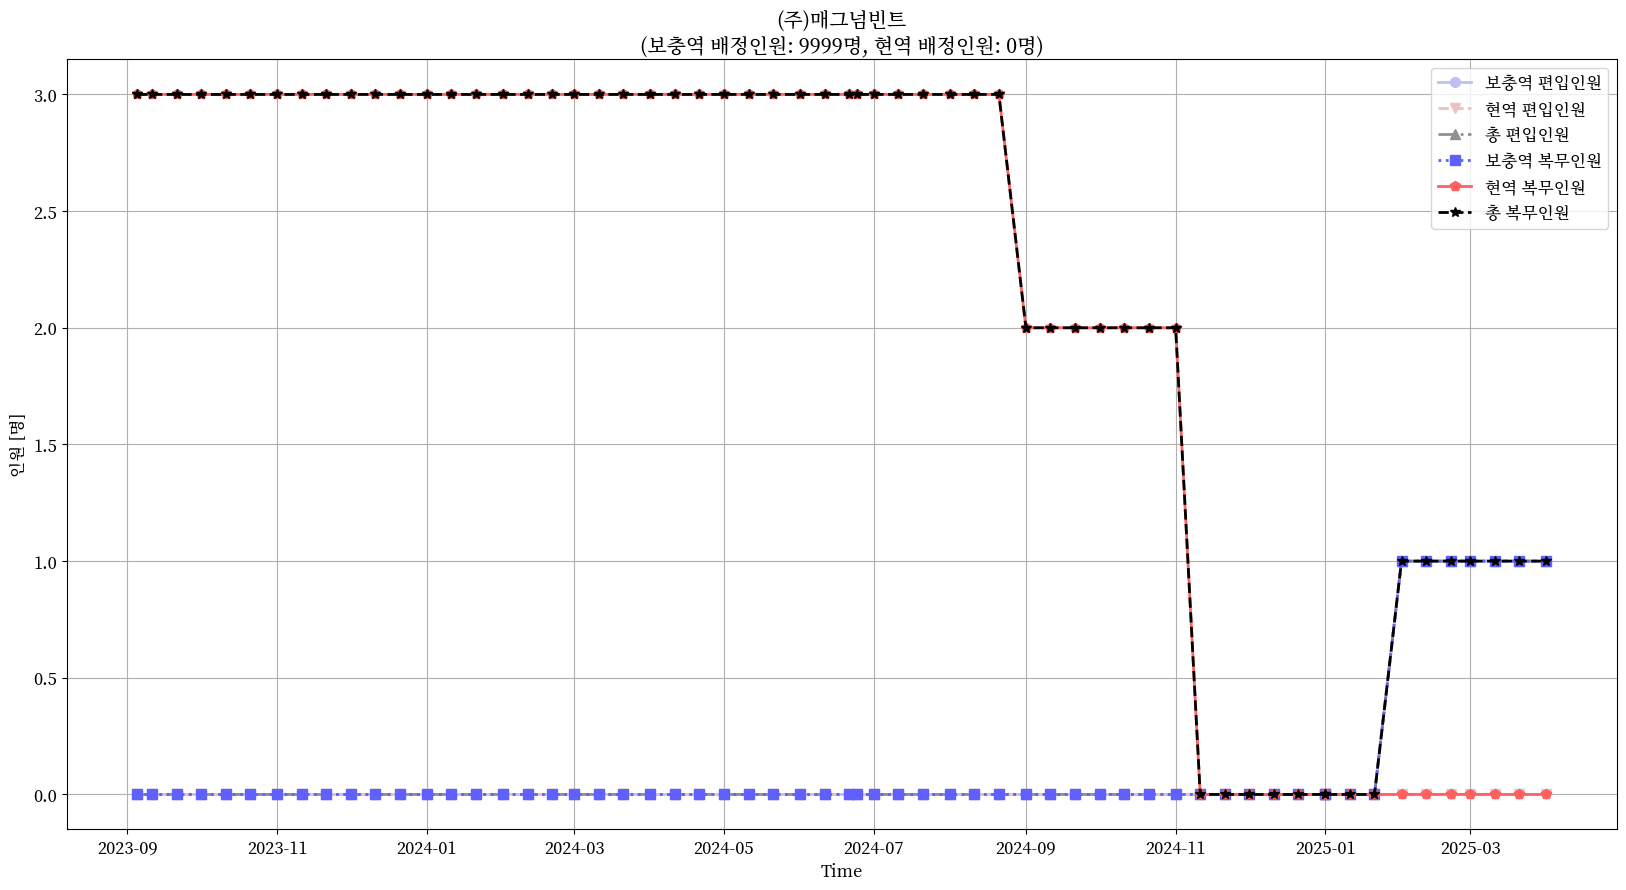 (주)매그넘빈트
(보충역 배정인원: 9999명, 현역 배정인원: 0명)
보충역 편입인원
현역 편입인원
총 편입인원
보충역 복무인원
현역 복무인원
총 복무인원
인원 [명]
3.0
2.5
2.0
1.5
1.0
0.5
0.0
2023-09 2023-11 2024-01 2024-03 2024-05 2024-07 2024-09 2024-11 2025-01 2025-03
Time